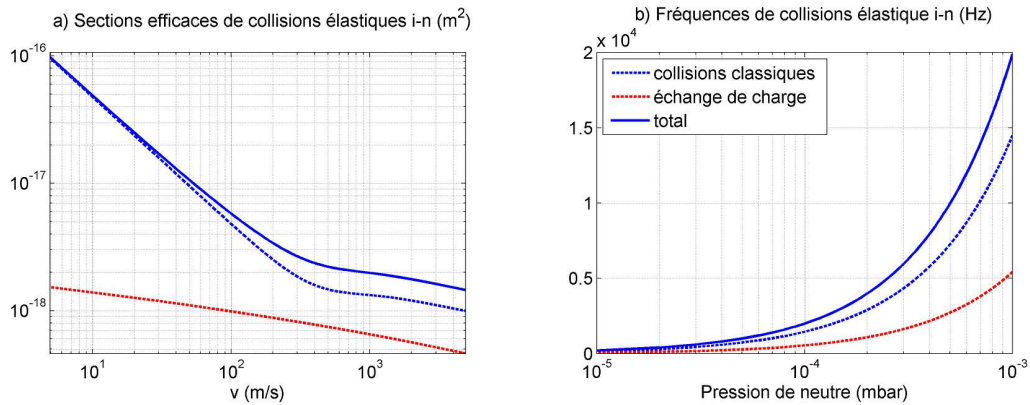 a) Sections efficaces de collisions élastiques i-n (m²)
10⁻¹⁶
10⁻¹⁷
10⁻¹⁸
10¹ 10² 10³
v (m/s)
b) Fréquences de collisions élastique i-n (Hz)
x 10⁴
2
1.5
1
0.5
0
collisions classiques
échange de charge
total
10⁻⁵ 10⁻⁴ 10⁻³
Pression de neutre (mbar)